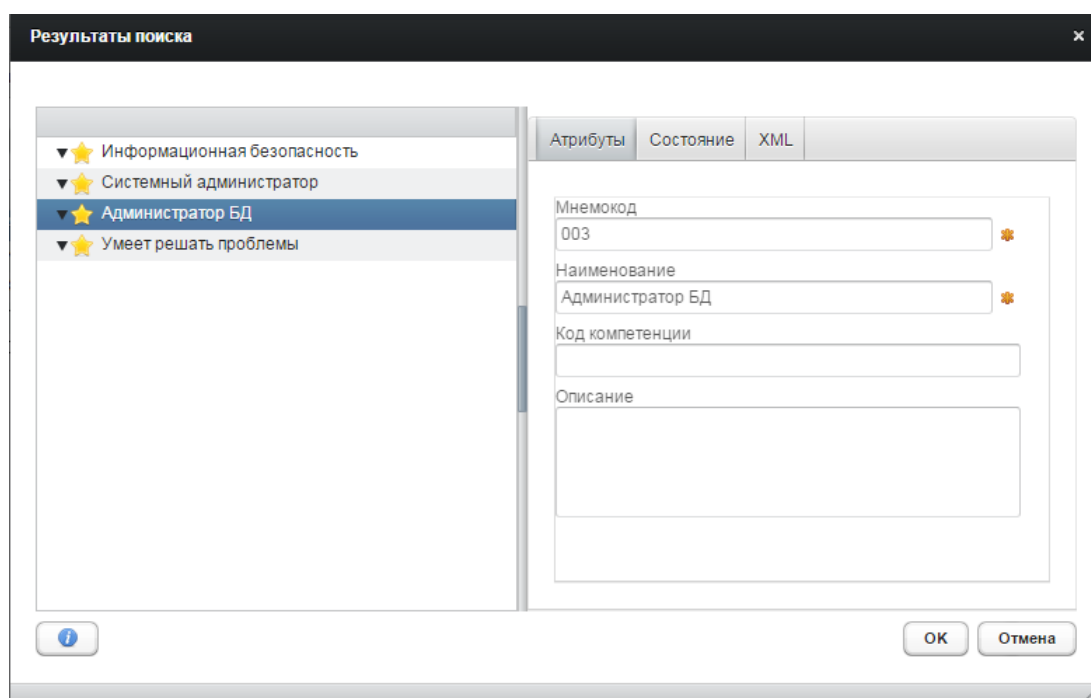 Результаты поиска
Информационная безопасность
Системный администратор
Администратор БД
Умеет решать проблемы
Атрибуты Состояние XML
Мнемокод
003
Наименование
Администратор БД
Код компетенции
Описание
OK Отмена